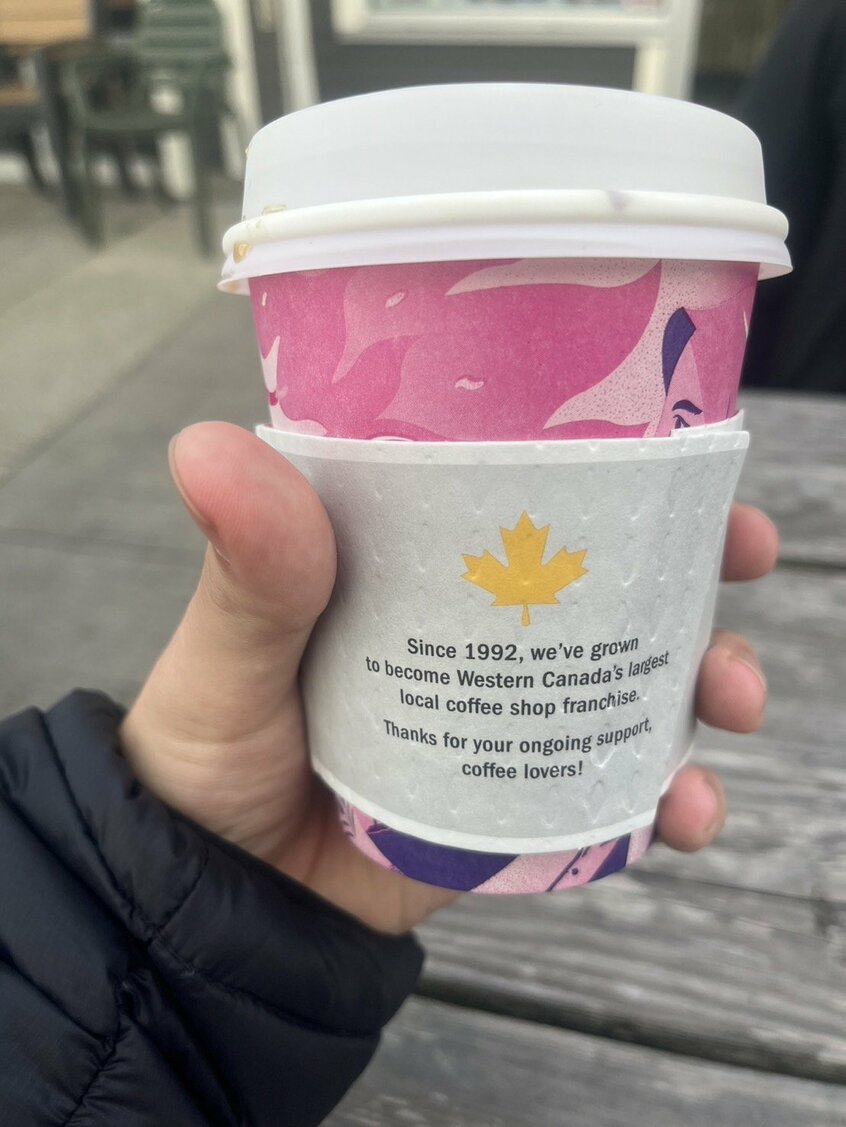 Since 1992, we've grown
to become Western Canada's largest
local coffee shop franchise.
Thanks for your ongoing support,
coffee lovers!